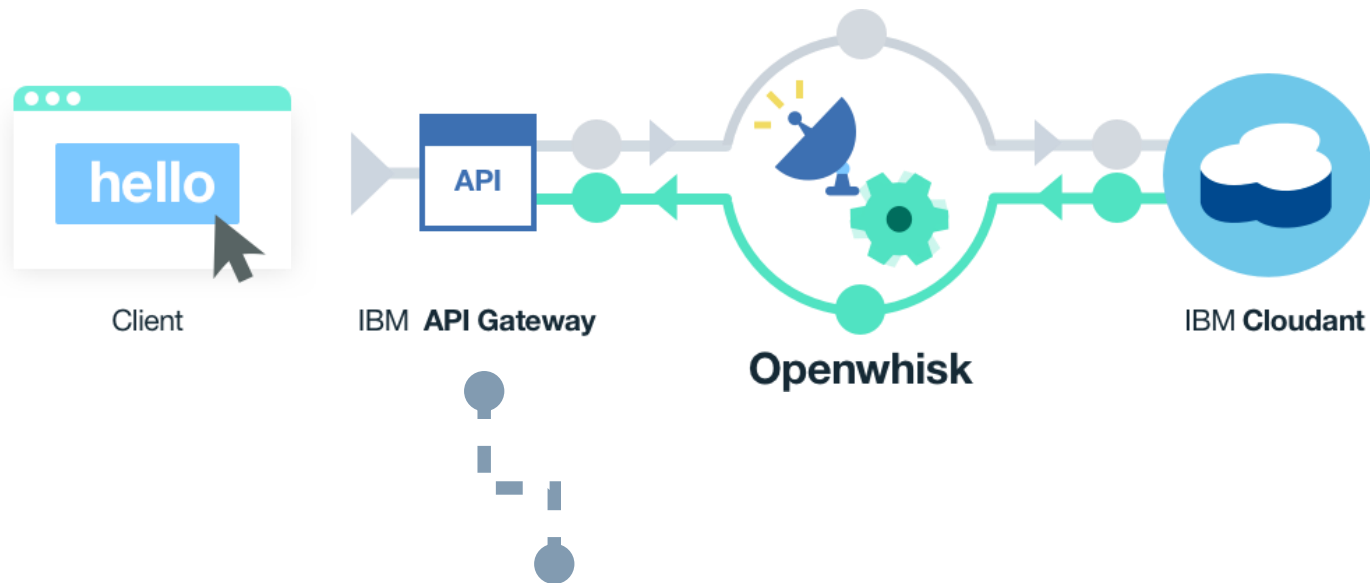 hello
API
Client
IBM API Gateway
Openwhisk
IBM Cloudant